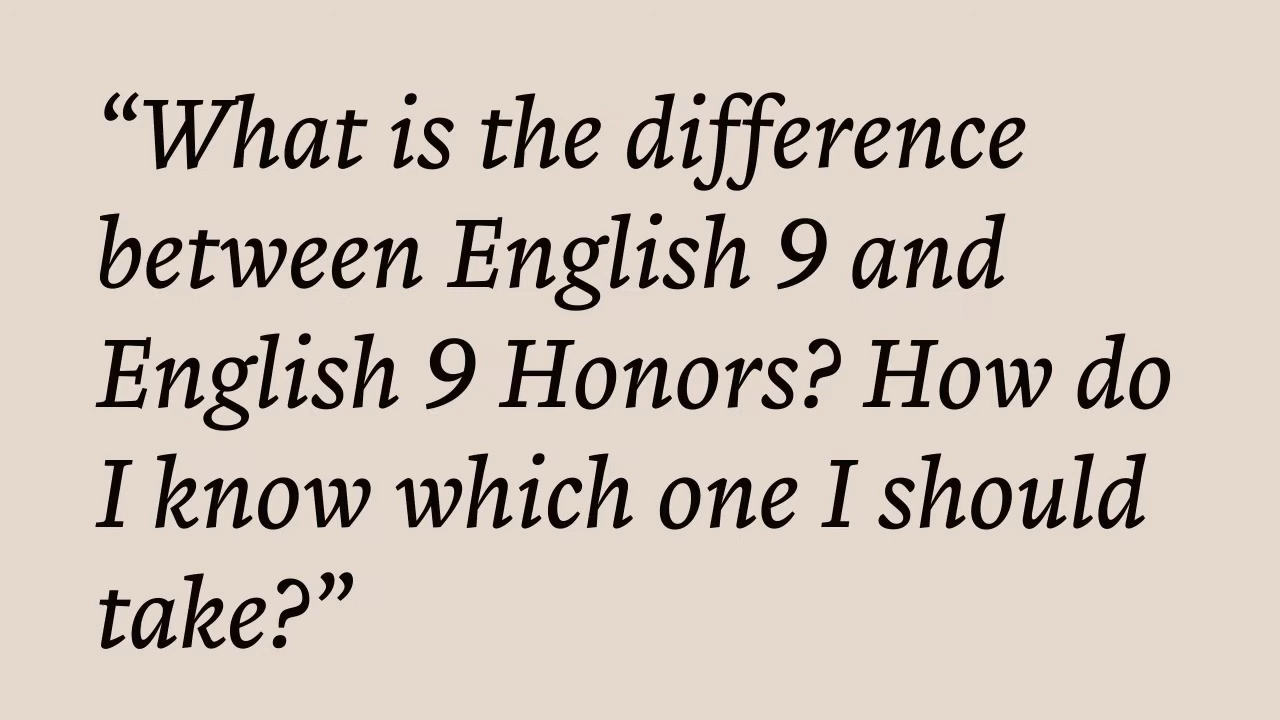 “What is the difference
between English 9 and
English 9 Honors? How do
I know which one I should
take?”